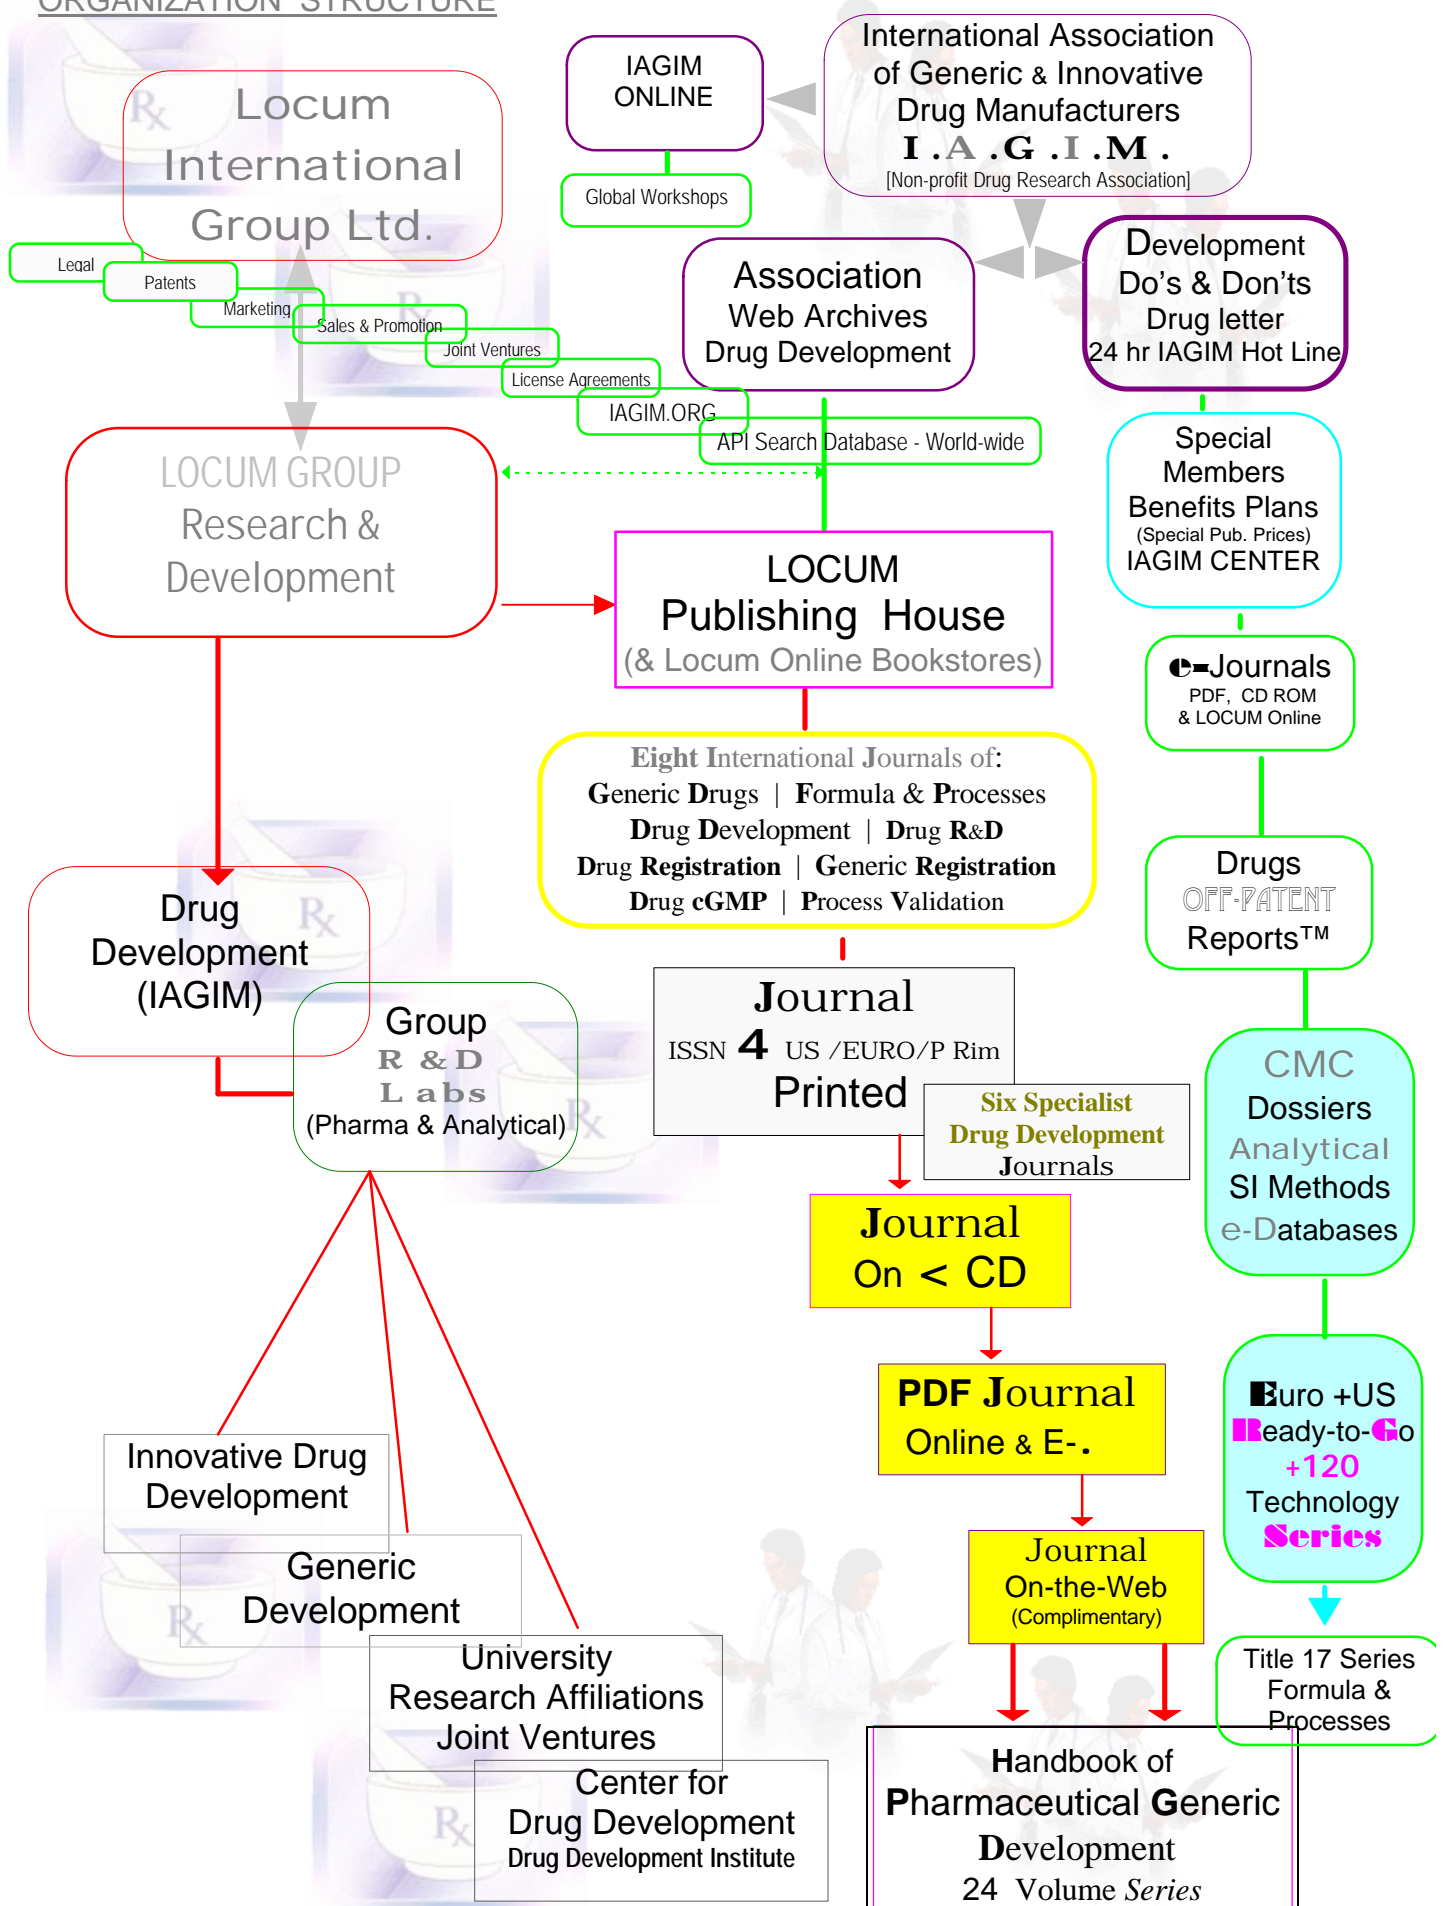 ORGANIZATION STRUCTURE
Locum
International
Group Ltd.
IAGIM
ONLINE
Global Workshops
International Association
of Generic & Innovative
Drug Manufacturers
I .A .G .I .M .
[Non-profit Drug Research Association]
Legal
Patents
Marketing
Sales & Promotion
Joint Ventures
License Agreements
IAGIM.ORG
API Search Database - World-wide
Association
Web Archives
Drug Development
Development
Do's & Don'ts
Drug letter
24 hr IAGIM Hot Line
LOCUM GROUP
Research &
Development
Special
Members
Benefits Plans
(Special Pub. Prices)
IAGIM CENTER
LOCUM
Publishing House
(& Locum Online Bookstores)
e-Journals
PDF, CD ROM
& LOCUM Online
Eight International Journals of:
Generic Drugs | Formula & Processes
Drug Development | Drug R&D
Drug Registration | Generic Registration
Drug cGMP | Process Validation
Drugs
OFF-PATENT
Reports™
Drug
Development
(IAGIM)
Group
R & D
L abs
(Pharma & Analytical)
Journal
ISSN 4 US /EURO/P Rim
Printed
Six Specialist
Drug Development
Journals
CMC
Dossiers
Analytical
SI Methods
e-Databases
Journal
On < CD
PDF Journal
Online & E-.
Euro +US
Ready-to-Go
+120
Technology
Series
Innovative Drug
Development
Generic
Development
University
Research Affiliations
Joint Ventures
Center for
Drug Development
Drug Development Institute
Journal
On-the-Web
(Complimentary)
Title 17 Series
Formula &
Processes
Handbook of
Pharmaceutical Generic
Development
24 Volume Series
Rx
Rx
Rx
Rx
Rx
Rx